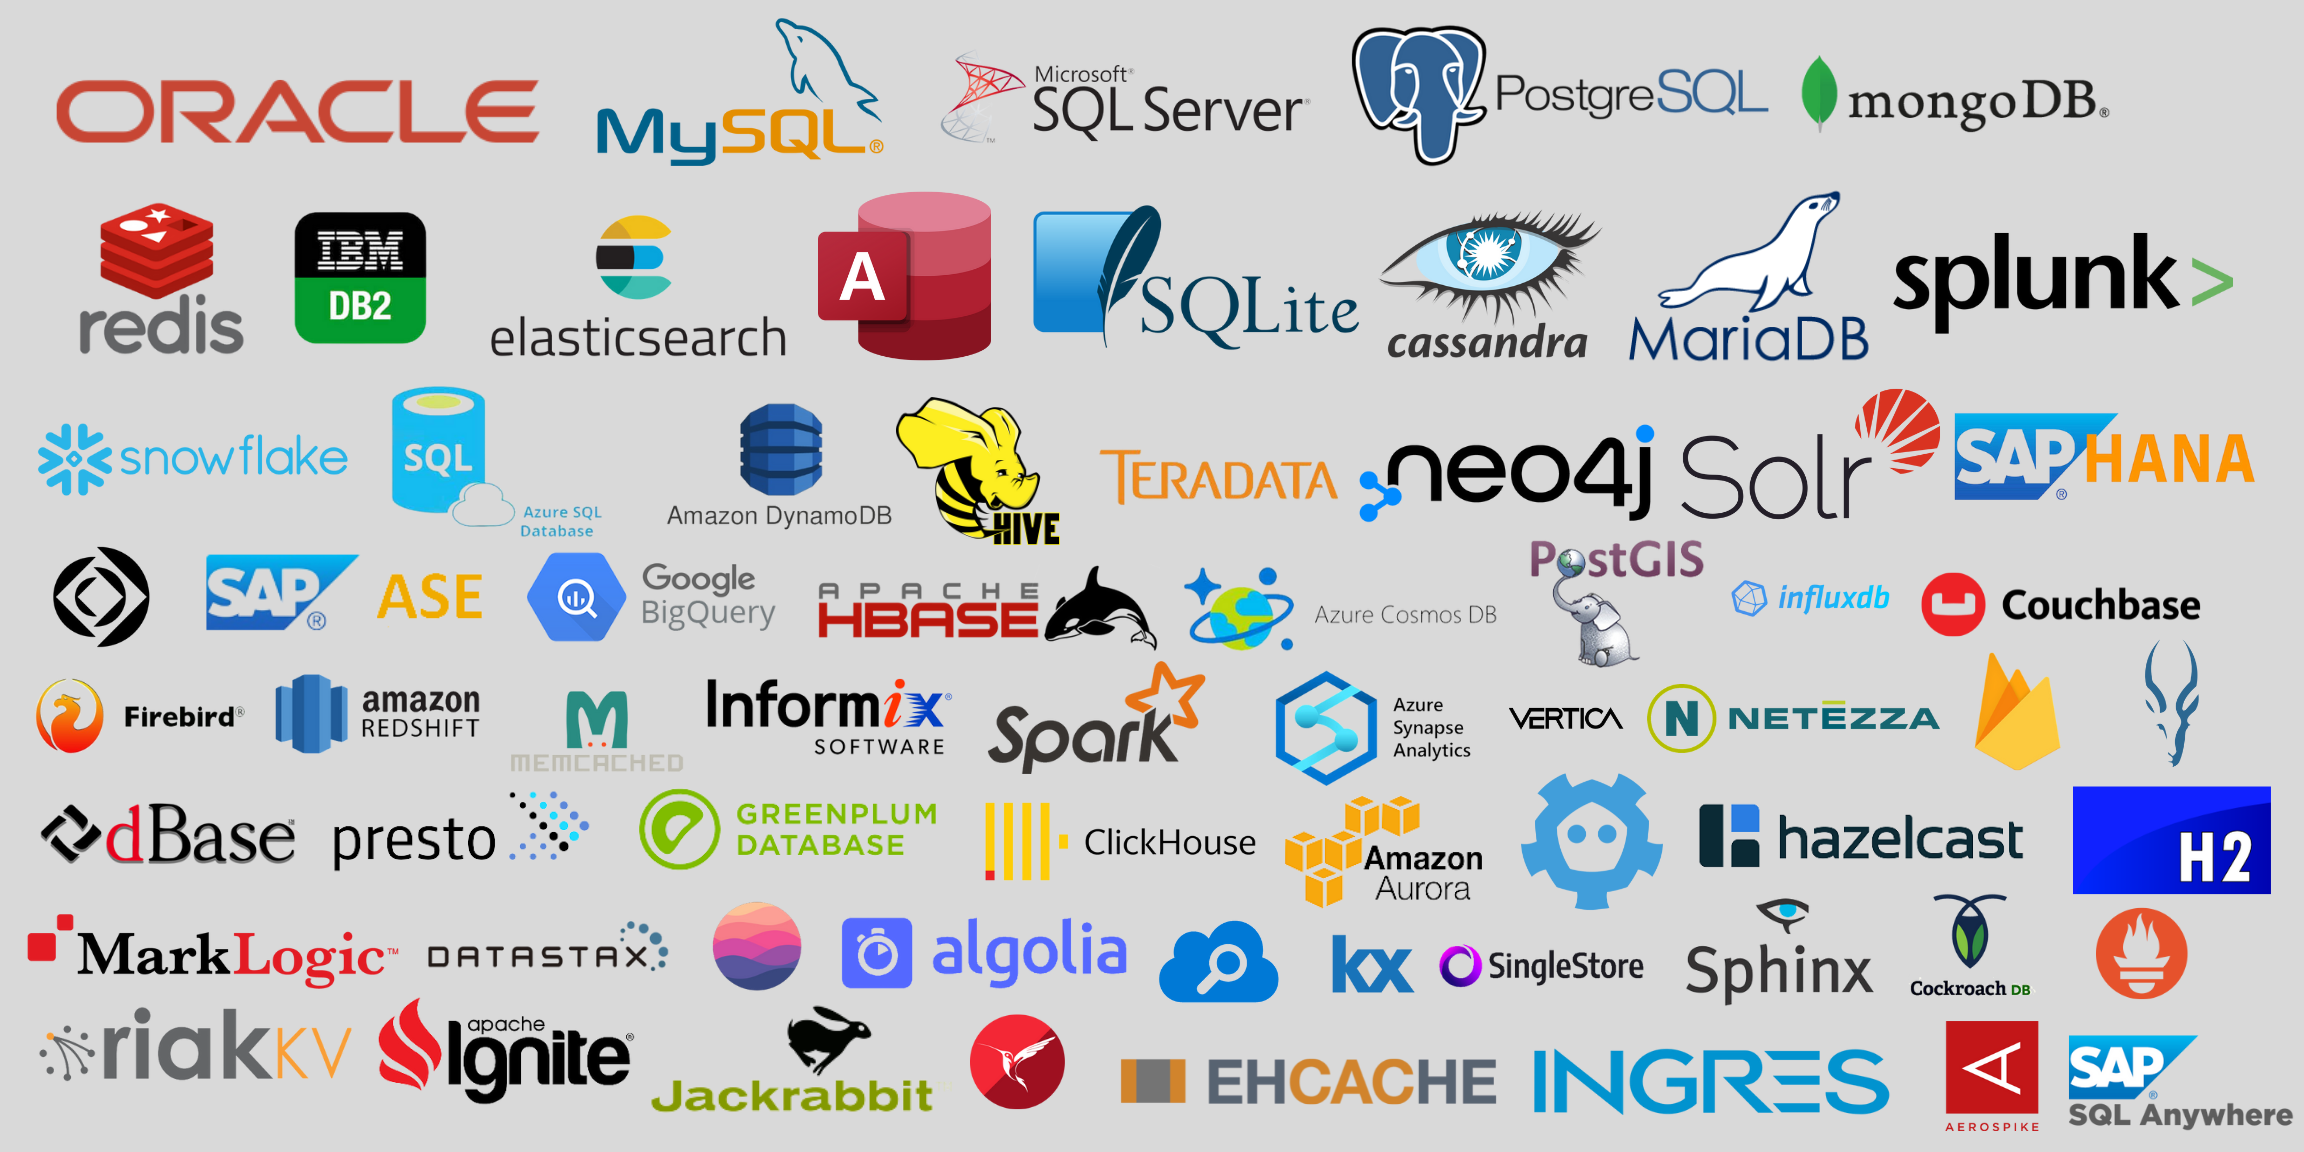 ORACLE
MySQL®
Microsoft®
SQL Server®
™
PostgreSQL
mongoDB®
redis
IBM
DB2
elasticsearch
A
SQLite
cassandra
MariaDB
splunk>
snowflake
SQL
Azure SQL
Database
Amazon DynamoDB
HIVE
TERADATA
neo4j
Solr
SAP® HANA
SAP® ASE
Google
BigQuery
APACHE
HBASE
Azure Cosmos DB
PostGIS
influxdb
Couchbase
Firebird®
amazon
REDSHIFT
MEMCACHED
Informix®
SOFTWARE
Spark
Azure
Synapse
Analytics
VERTICA
N NETEZZA
dBase™
presto
GREENPLUM
DATABASE
ClickHouse
Amazon
Aurora
hazelcast
H2
MarkLogic™
DATASTAX
algolia
kx
SingleStore
Sphinx
Cockroach DB
riak KV
apache
Ignite®
Jackrabbit
EHCACHE
INGRES
AEROSPIKE
SAP®
SQL Anywhere